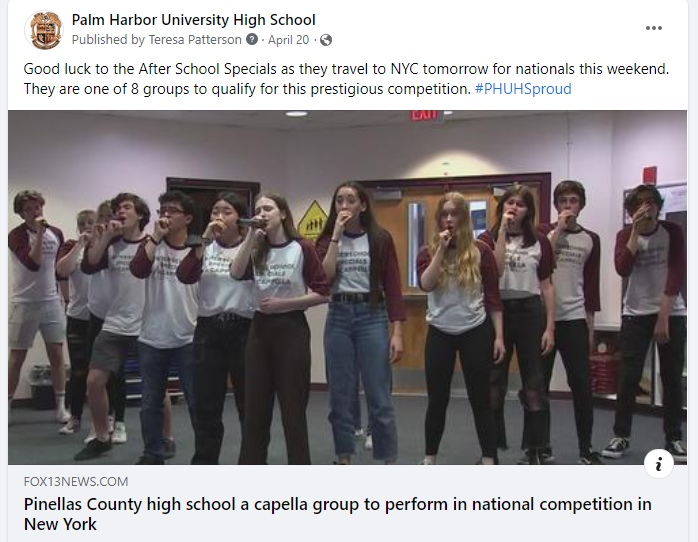 Palm Harbor University High School
Published by Teresa Patterson · April 20 ·
Good luck to the After School Specials as they travel to NYC tomorrow for nationals this weekend.
They are one of 8 groups to qualify for this prestigious competition. #PHUHSproud
EXIT
AFTERSCHOOL
SPECIALS
ACAPPELLA
FOX13NEWS.COM
Pinellas County high school a capella group to perform in national competition in
New York